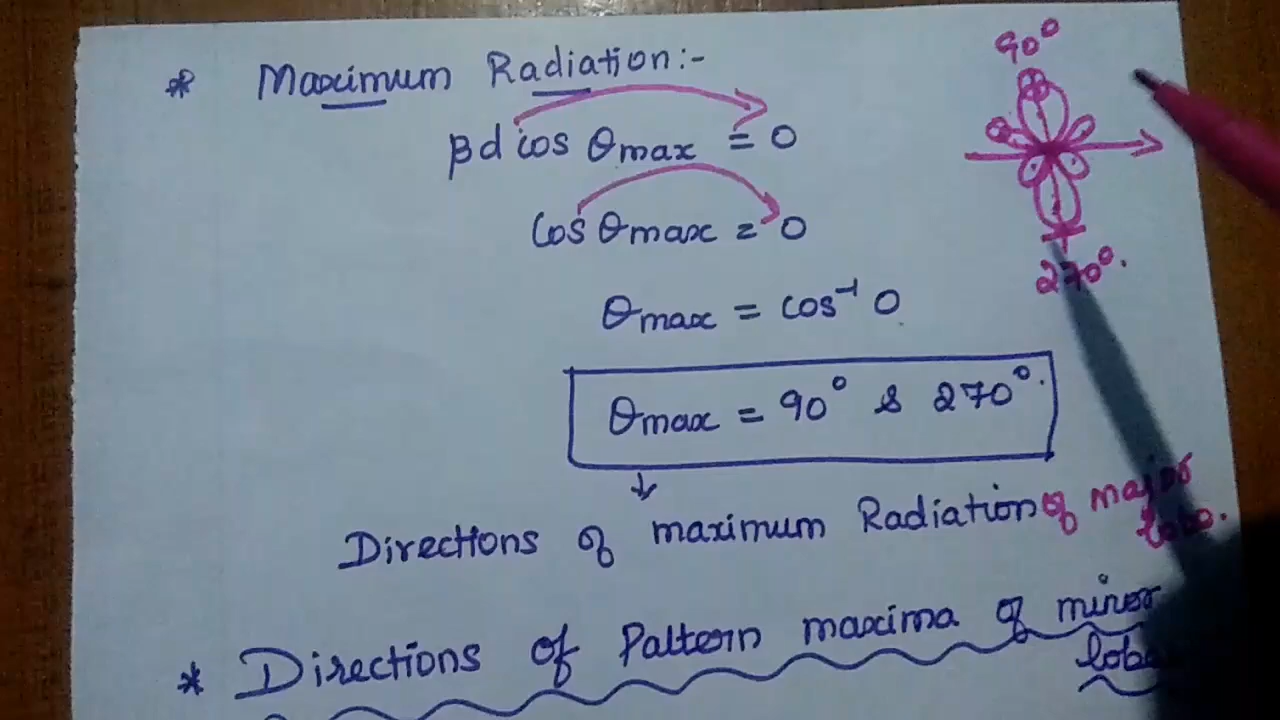 * Maximum Radiation:-
90°
βd cos θmax = 0
cos θmax = 0
270°.
θmax = cos⁻¹ 0
θmax = 90° & 270°.
↓
Directions of maximum Radiation of major
lobe.
* Directions of Pattern maxima of minor
lobe